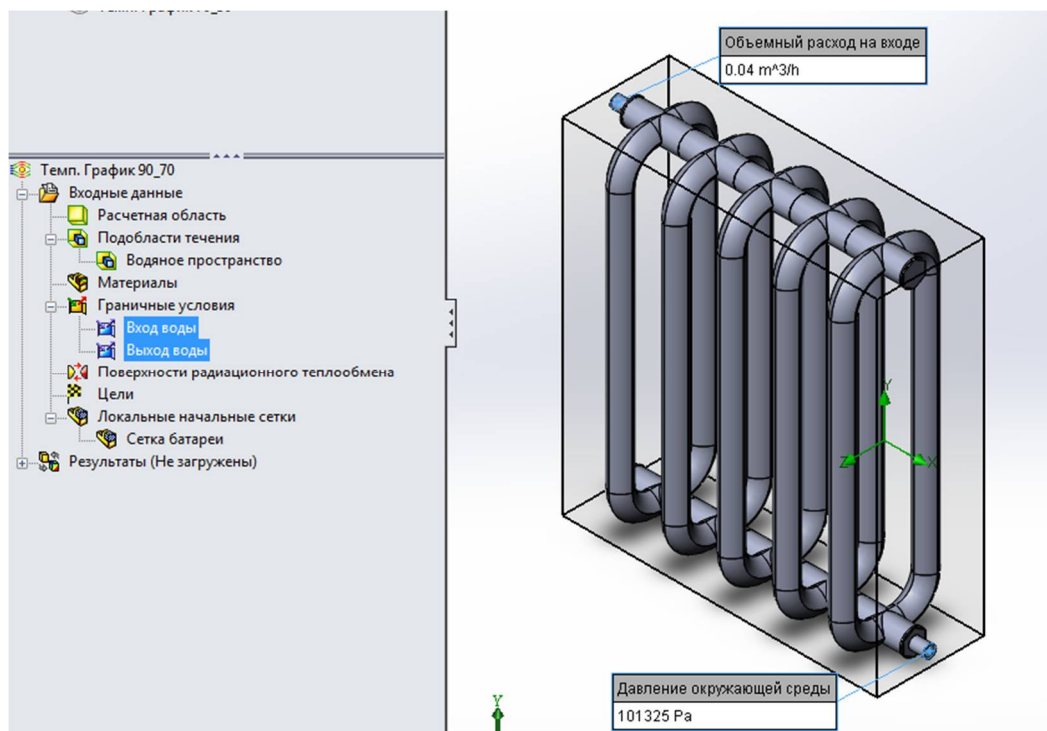 Темп. График 90_70
Входные данные
Расчетная область
Подобласти течения
Водяное пространство
Материалы
Граничные условия
Вход воды
Выход воды
Поверхности радиационного теплообмена
Цели
Локальные начальные сетки
Сетка батареи
Результаты (Не загружены)
Объемный расход на входе
0.04 m^3/h
Y
Z
X
Давление окружающей среды
101325 Pa
Y